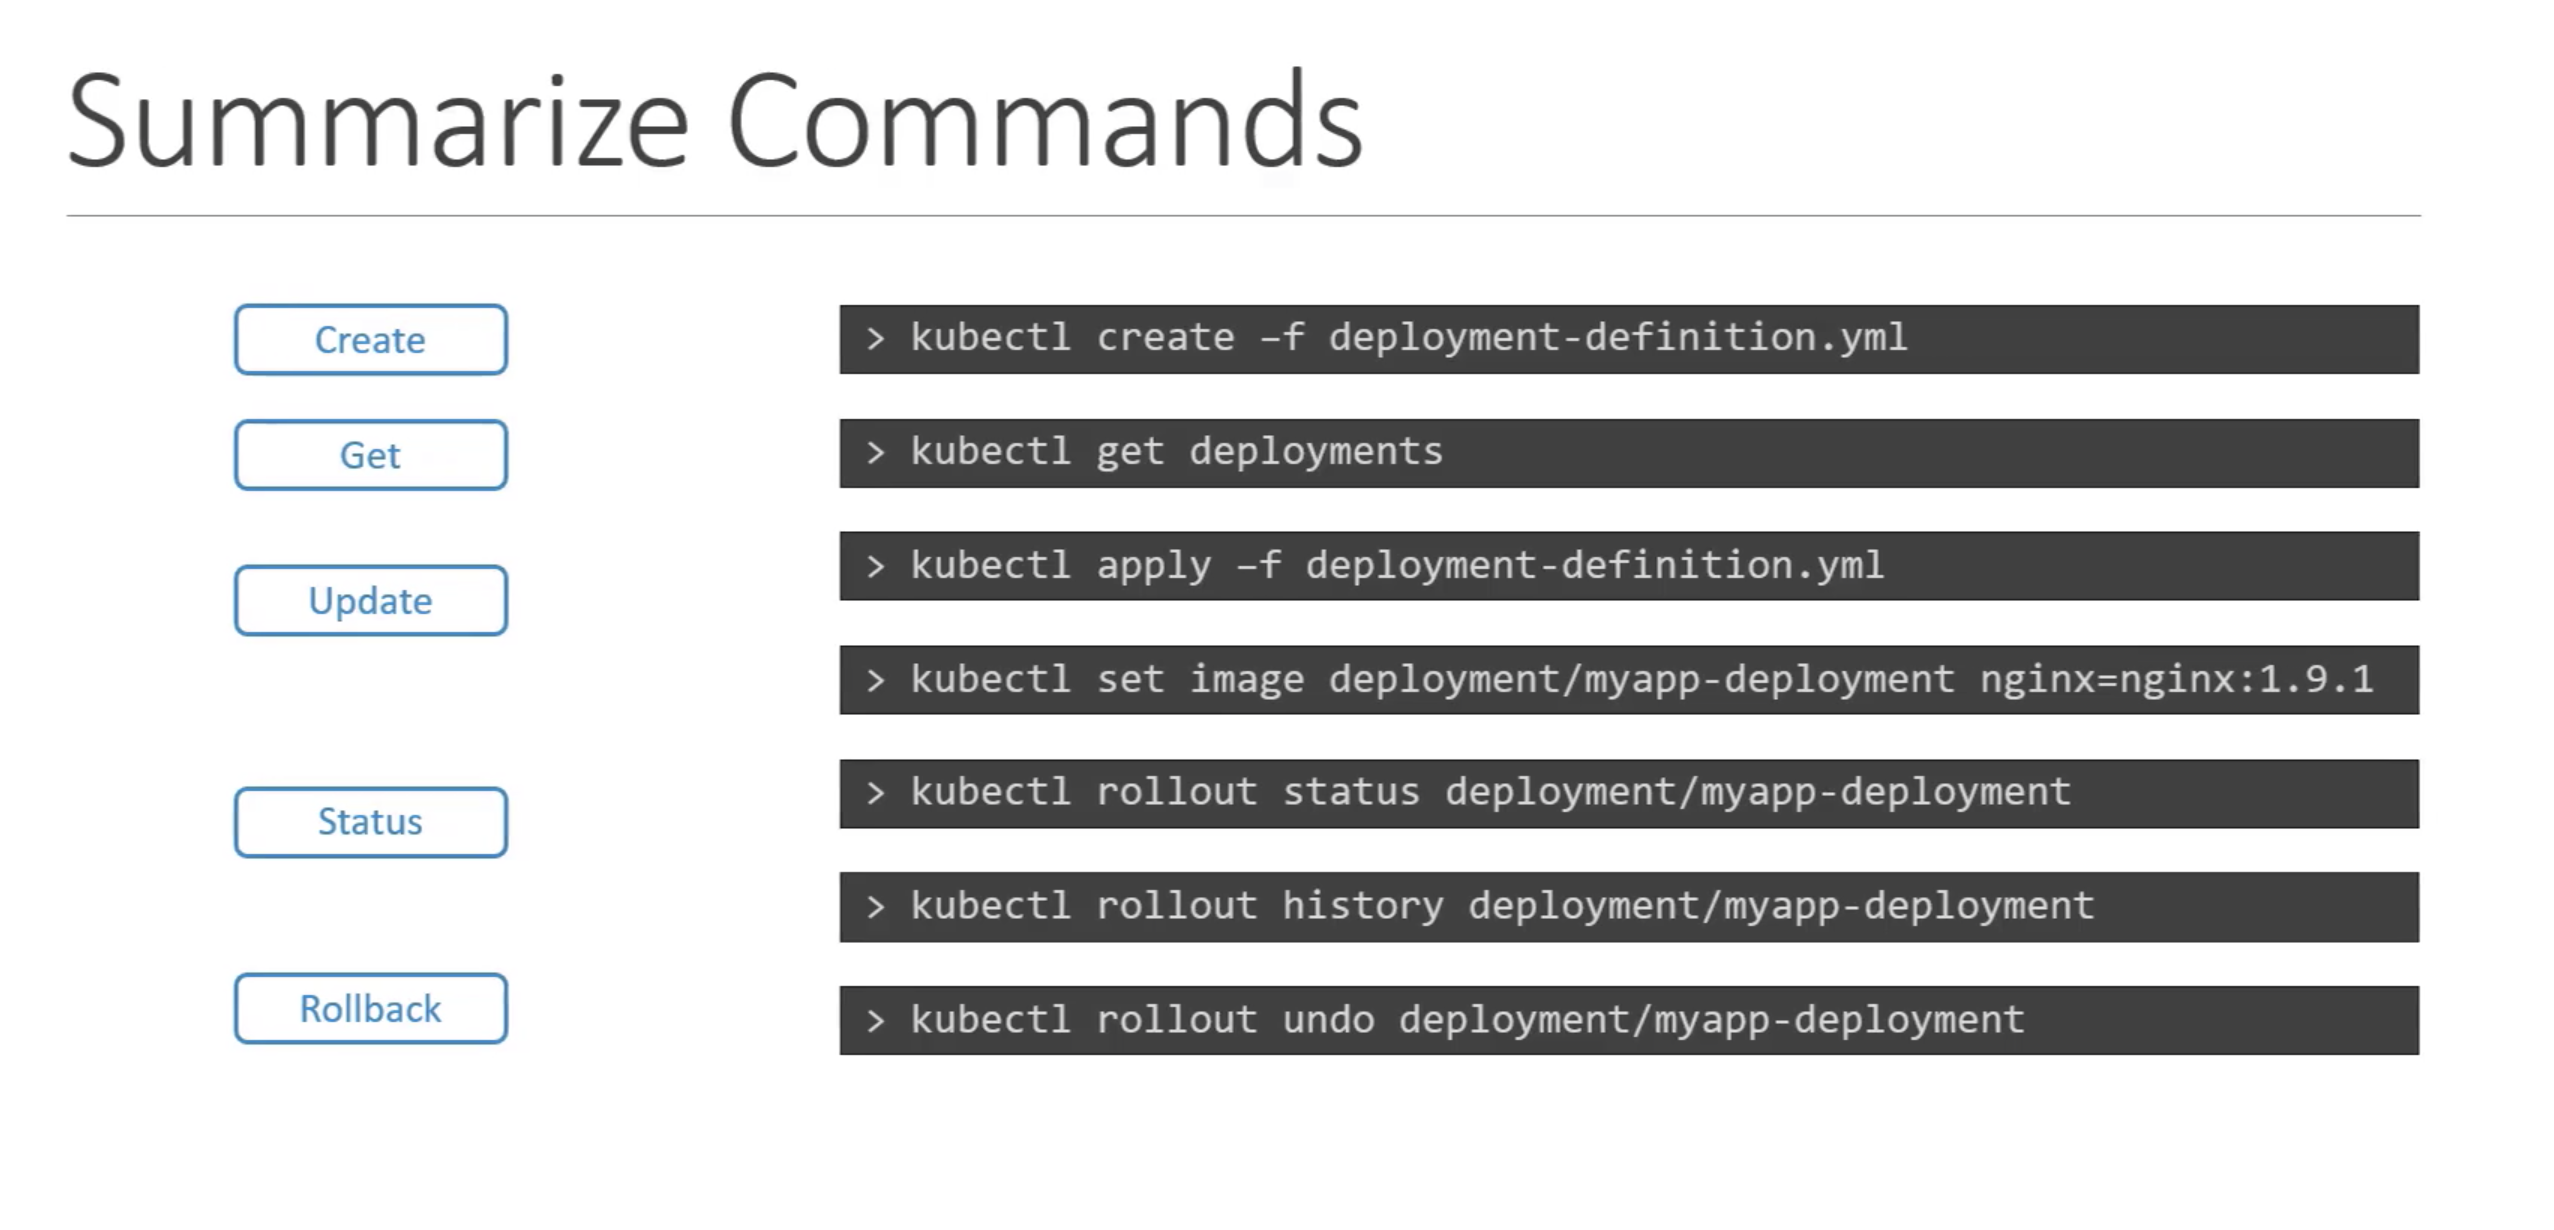 Summarize Commands
Create
> kubectl create –f deployment-definition.yml
Get
> kubectl get deployments
Update
> kubectl apply –f deployment-definition.yml
> kubectl set image deployment/myapp-deployment nginx=nginx:1.9.1
Status
> kubectl rollout status deployment/myapp-deployment
> kubectl rollout history deployment/myapp-deployment
Rollback
> kubectl rollout undo deployment/myapp-deployment